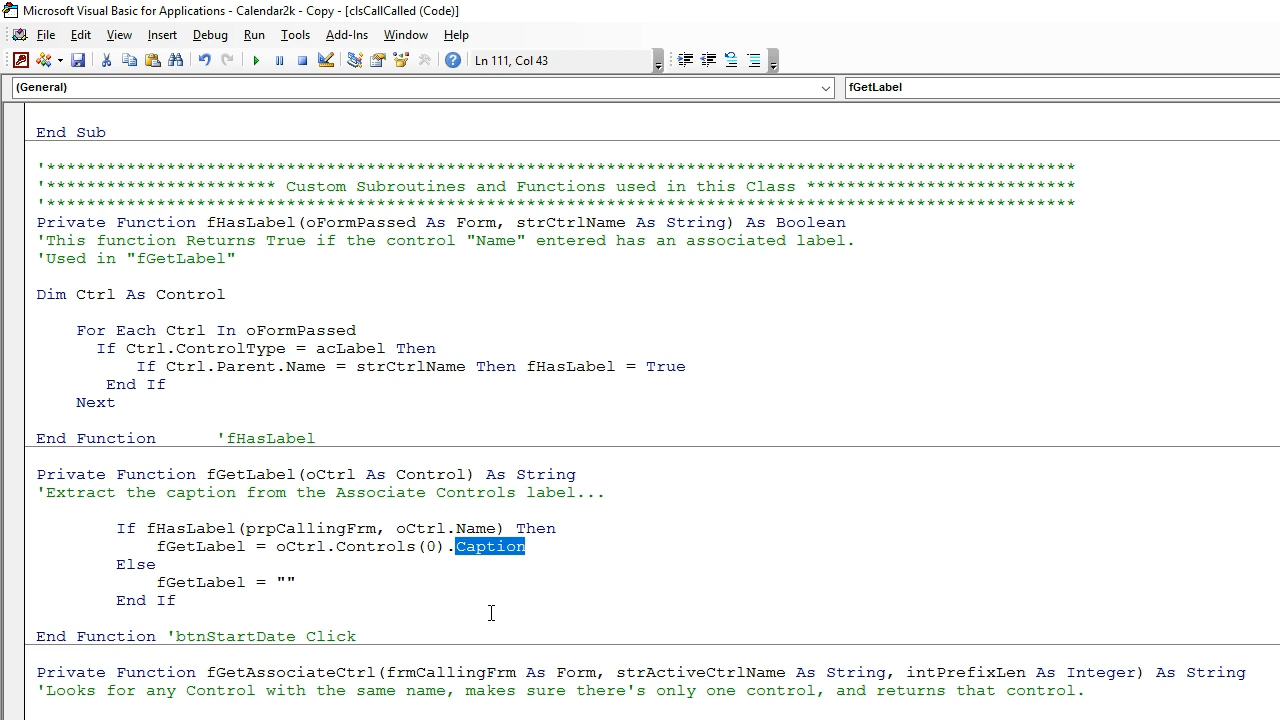 Microsoft Visual Basic for Applications - Calendar2k - Copy - [clsCallCalled (Code)]
File Edit View Insert Debug Run Tools Add-Ins Window Help
Ln 111, Col 43
(General) fGetLabel
End Sub
'*******************************************************************************************************
'*********************** Custom Subroutines and Functions used in this Class ***************************
'*******************************************************************************************************
Private Function fHasLabel(oFormPassed As Form, strCtrlName As String) As Boolean
'This function Returns True if the control "Name" entered has an associated label.
'Used in "fGetLabel"
Dim Ctrl As Control
For Each Ctrl In oFormPassed
If Ctrl.ControlType = acLabel Then
If Ctrl.Parent.Name = strCtrlName Then fHasLabel = True
End If
Next
End Function 'fHasLabel
Private Function fGetLabel(oCtrl As Control) As String
'Extract the caption from the Associate Controls label...
If fHasLabel(prpCallingFrm, oCtrl.Name) Then
fGetLabel = oCtrl.Controls(0).Caption
Else
fGetLabel = ""
End If
End Function 'btnStartDate Click
Private Function fGetAssociateCtrl(frmCallingFrm As Form, strActiveCtrlName As String, intPrefixLen As Integer) As String
'Looks for any Control with the same name, makes sure there's only one control, and returns that control.